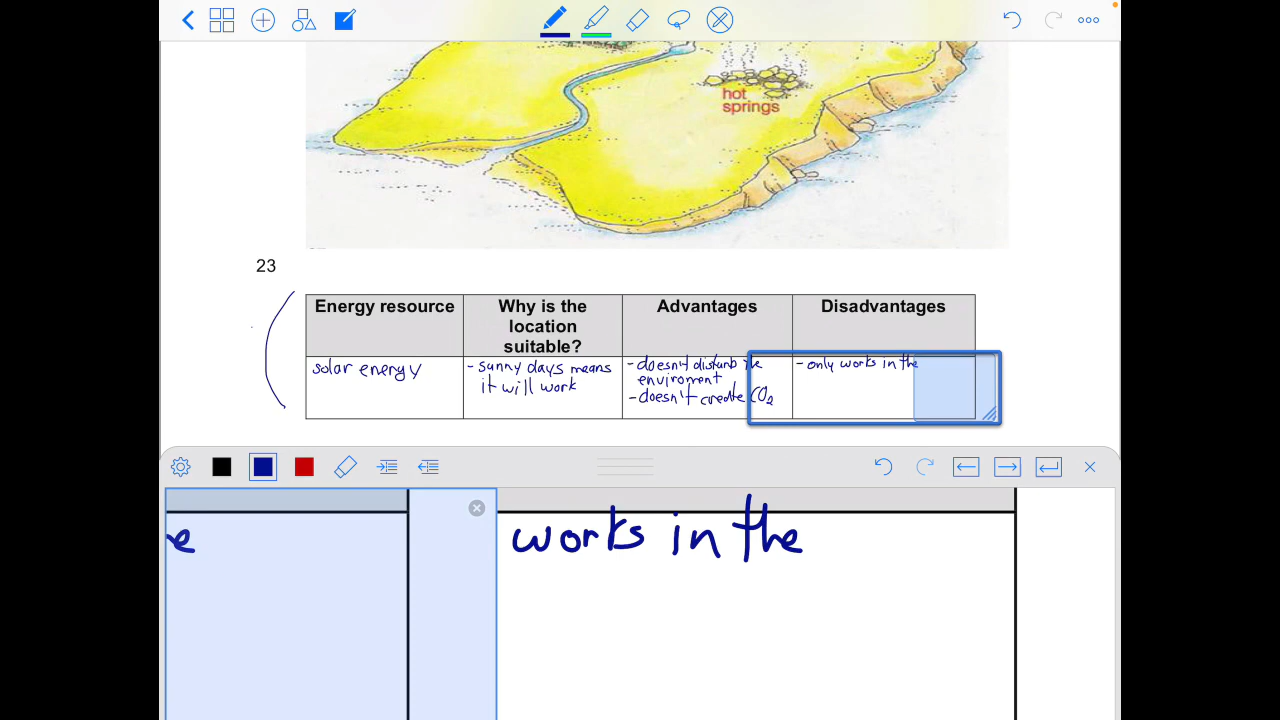 hot
springs
23
Energy resource
Why is the
location
suitable?
Advantages
Disadvantages
solar energy
- sunny days means
it will work
- doesn't disturb the
enviroment
- doesn't create CO2
- only works in the
e
works in the